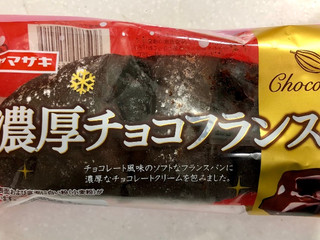 マザキ
Choco
濃厚チョコフランス
チョコレート風味のソフトなフランスパンに
濃厚なチョコレートクリームを包みました。